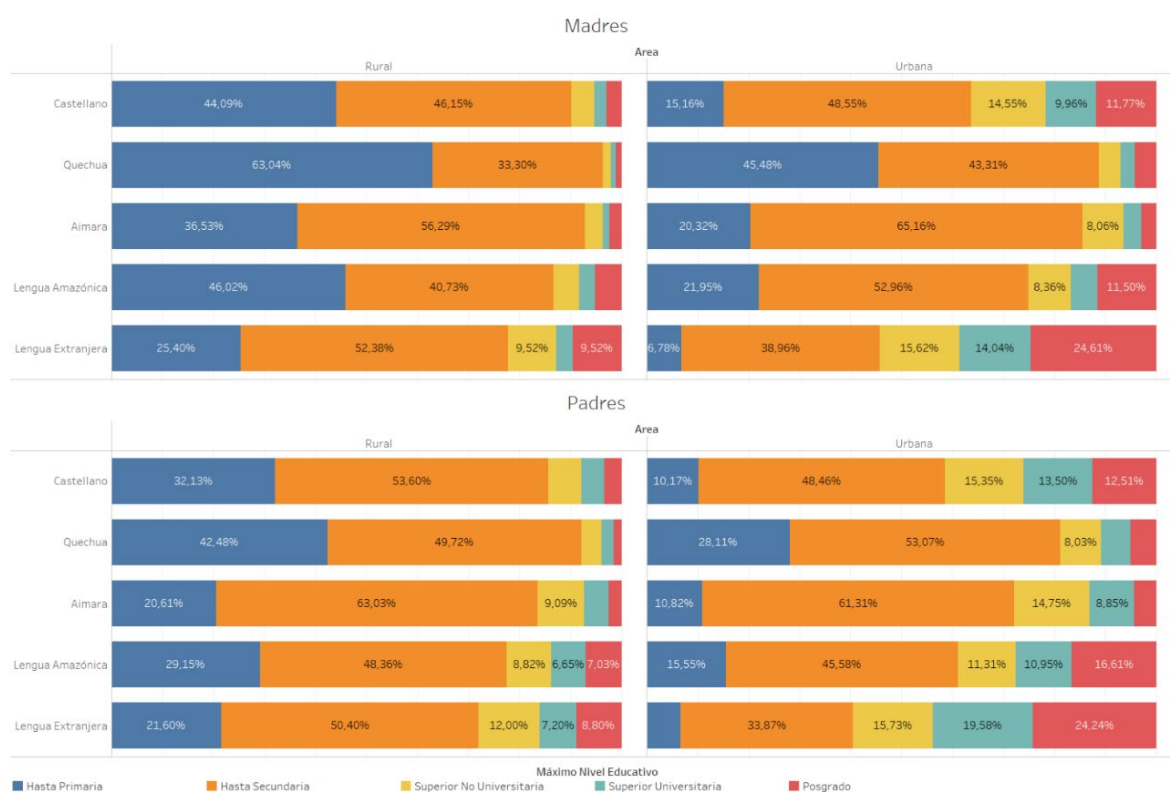 Madres
Area
Rural Urbana
Castellano 44,09% 46,15% 15,16% 48,55% 14,55% 9,96% 11,77%
Quechua 63,04% 33,30% 45,48% 43,31%
Aimara 36,53% 56,29% 20,32% 65,16% 8,06%
Lengua Amazónica 46,02% 40,73% 21,95% 52,96% 8,36% 11,50%
Lengua Extranjera 25,40% 52,38% 9,52% 9,52% 6,78% 38,96% 15,62% 14,04% 24,61%
Padres
Area
Rural Urbana
Castellano 32,13% 53,60% 10,17% 48,46% 15,35% 13,50% 12,51%
Quechua 42,48% 49,72% 28,11% 53,07% 8,03%
Aimara 20,61% 63,03% 9,09% 10,82% 61,31% 14,75% 8,85%
Lengua Amazónica 29,15% 48,36% 8,82% 6,65% 7,03% 15,55% 45,58% 11,31% 10,95% 16,61%
Lengua Extranjera 21,60% 50,40% 12,00% 7,20% 8,80% 33,87% 15,73% 19,58% 24,24%
Máximo Nivel Educativo
Hasta Primaria Hasta Secundaria Superior No Universitaria Superior Universitaria Posgrado